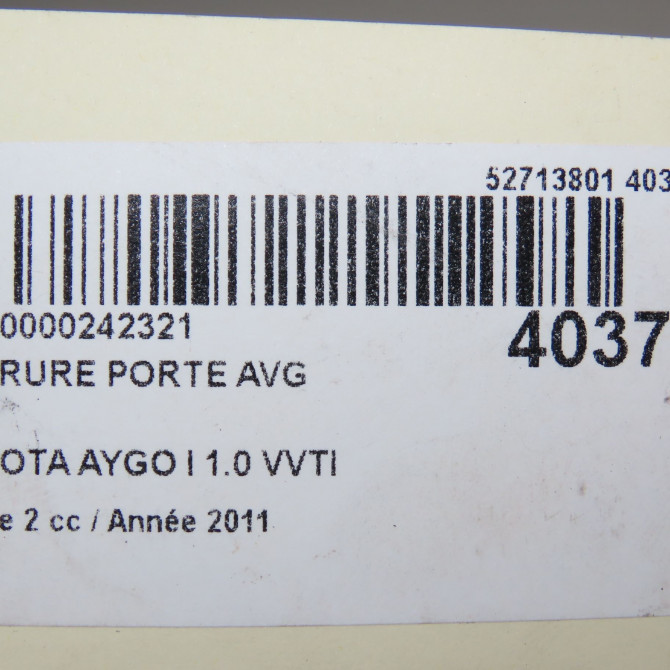 52713801 403
0000242321
4037
RURE PORTE AVG
OTA AYGO I 1.0 VVTI
e 2 cc / Année 2011